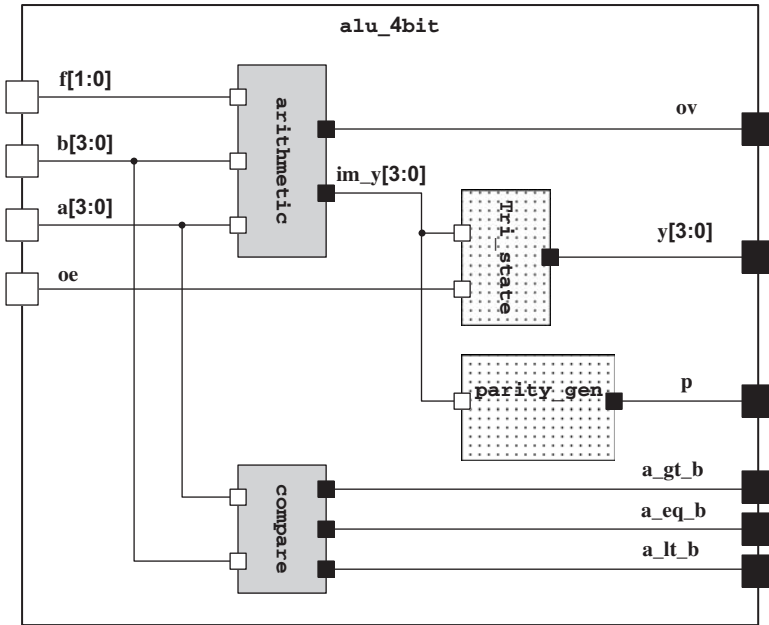 alu_4bit
f[1:0]
b[3:0]
a[3:0]
oe
arithmetic
ov
im_y[3:0]
Tri_state
y[3:0]
parity_gen
p
compare
a_gt_b
a_eq_b
a_lt_b